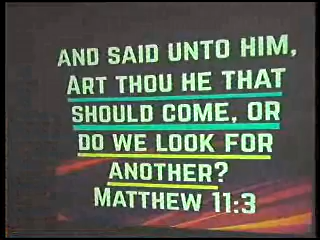 AND SAID UNTO HIM,
ART THOU HE THAT
SHOULD COME, OR
DO WE LOOK FOR
ANOTHER?
MATTHEW 11:3